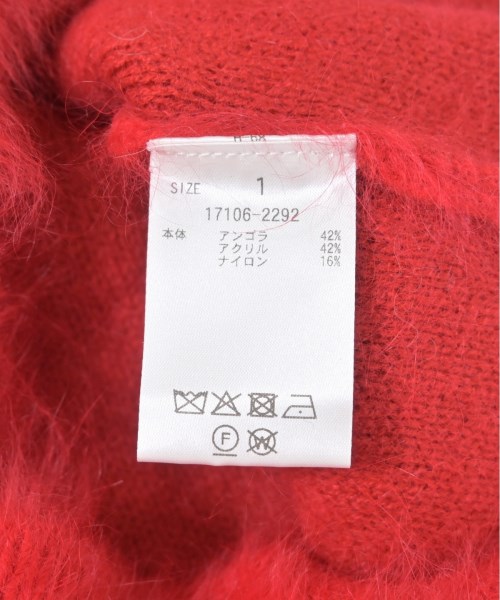 SIZE 1
17106-2292
本体 アンゴラ 42%
アクリル 42%
ナイロン 16%
F W